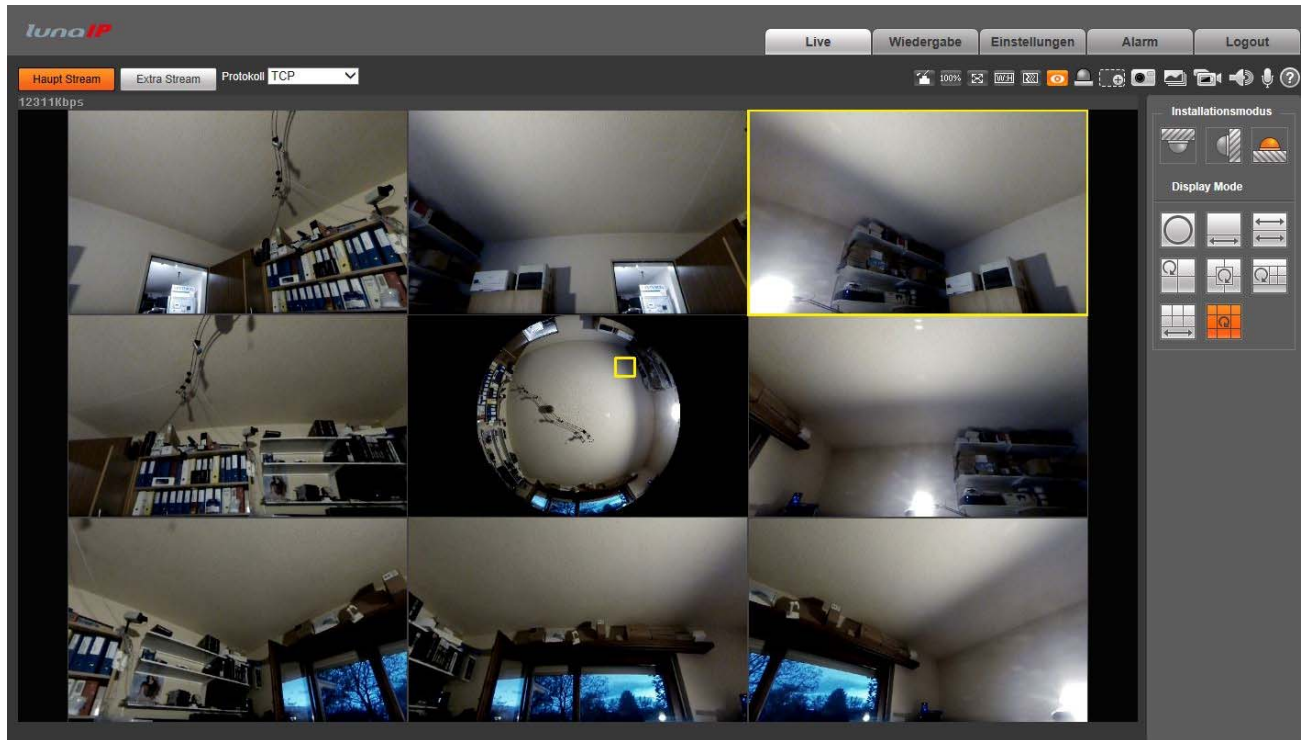 lunaIP
Live Wiedergabe Einstellungen Alarm Logout
Haupt Stream Extra Stream Protokoll TCP 100% W:H
12311Kbps
Installationsmodus
Display Mode